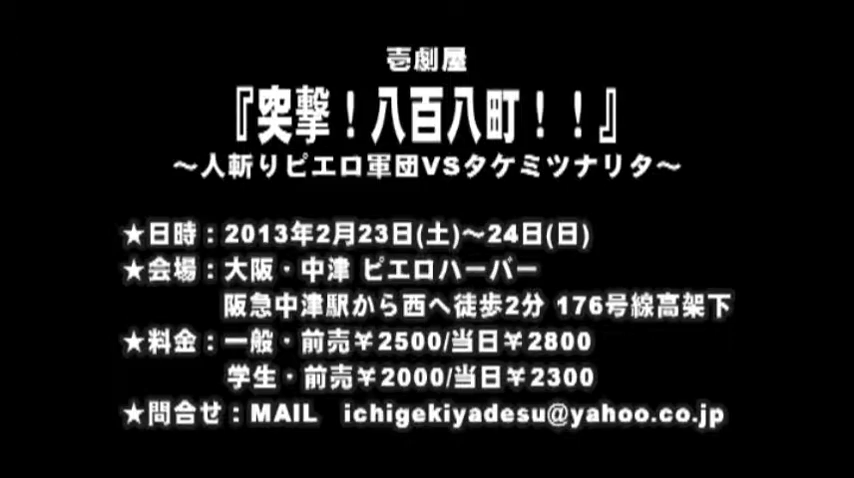 壱劇屋
『突撃！八百八町！！』
～人斬りピエロ軍団VSタケミツナリタ～
★日時：2013年2月23日(土)～24日(日)
★会場：大阪・中津 ピエロハーバー
阪急中津駅から西へ徒歩2分 176号線高架下
★料金：一般・前売￥2500/当日￥2800
学生・前売￥2000/当日￥2300
★問合せ：MAIL ichigekiyadesu@yahoo.co.jp